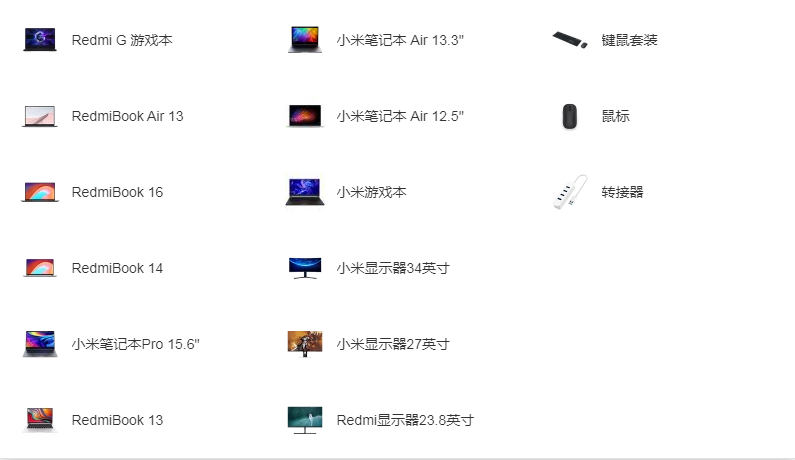 Redmi G 游戏本
RedmiBook Air 13
RedmiBook 16
RedmiBook 14
小米笔记本Pro 15.6"
RedmiBook 13
小米笔记本 Air 13.3"
小米笔记本 Air 12.5"
小米游戏本
小米显示器34英寸
小米显示器27英寸
Redmi显示器23.8英寸
键鼠套装
鼠标
转接器